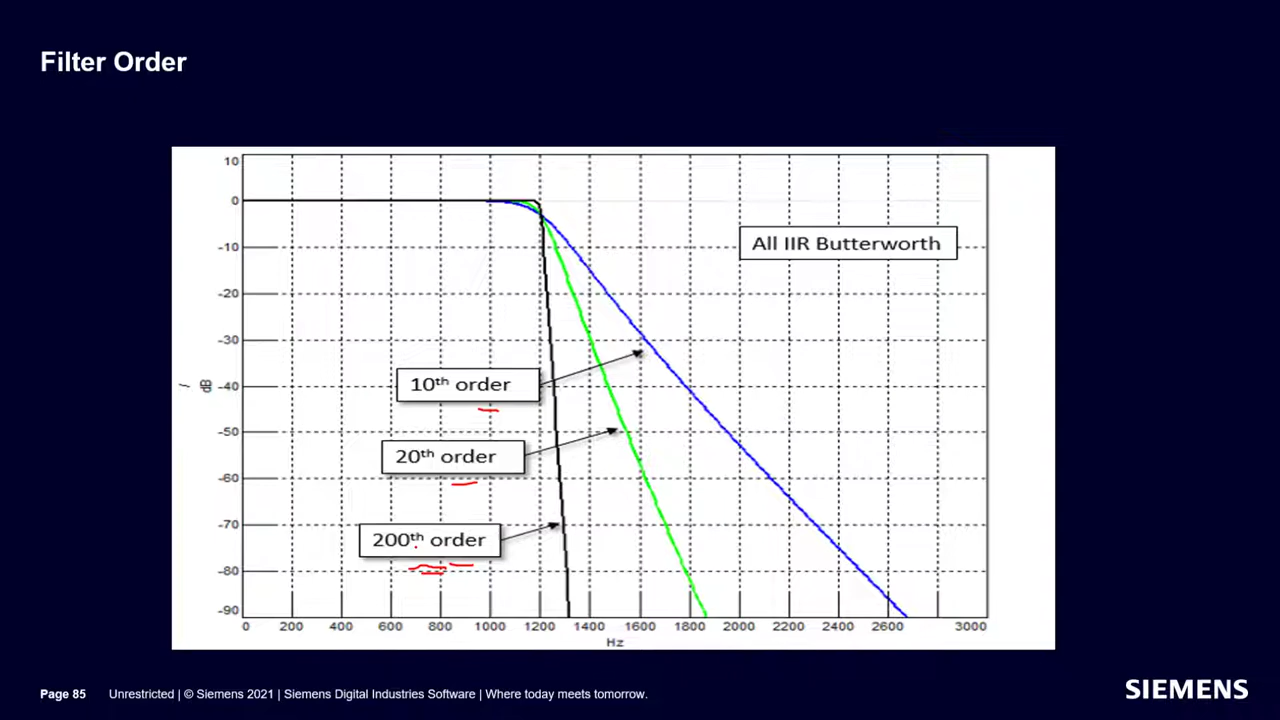 Filter Order
10
0
-10
-20
-30
-40
-50
-60
-70
-80
-90
/
dB
All IIR Butterworth
10th order
20th order
200th order
0 200 400 600 800 1000 1200 1400 1600 1800 2000 2200 2400 2600 3000
Hz
Page 85 Unrestricted | © Siemens 2021 | Siemens Digital Industries Software | Where today meets tomorrow.
SIEMENS